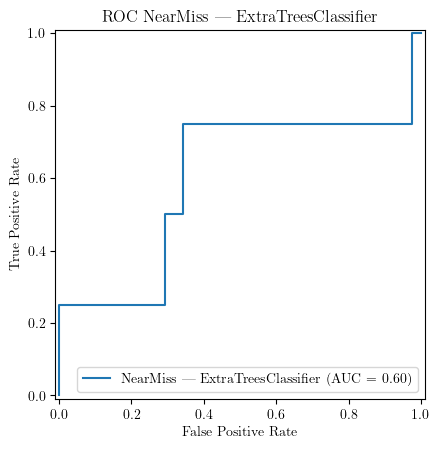 ROC NearMiss — ExtraTreesClassifier
1.0
0.8
0.6
0.4
0.2
0.0
True Positive Rate
NearMiss — ExtraTreesClassifier (AUC = 0.60)
0.0 0.2 0.4 0.6 0.8 1.0
False Positive Rate